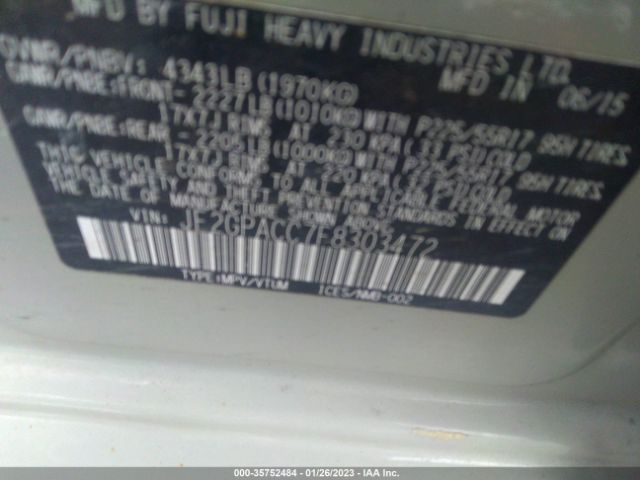 MFD BY FUJI HEAVY INDUSTRIES LTD.
GVWR/PNBV: 4343LB (1970KG) MFD IN 06/15
GAWR/PNBE:FRONT- 2227LB (1010KG) WITH P225/55R17 95H TIRES,
17X7J RIMS AT 230 KPA (33 PSI) COLD
GAWR/PNBE:REAR - 2205LB (1000KG) WITH P225/55R17 95H TIRES,
17X7J RIMS AT 220 KPA (32 PSI) COLD
THIS VEHICLE CONFORMS TO ALL APPLICABLE FEDERAL MOTOR
VEHICLE SAFETY AND THEFT PREVENTION STANDARDS IN EFFECT ON
THE DATE OF MANUFACTURE SHOWN ABOVE.
VIN: JF2GPACC7F8303472
TYPE:MPV/VTUM ICES/NMB-002
000-35752484 - 01/26/2023 - IAA Inc.